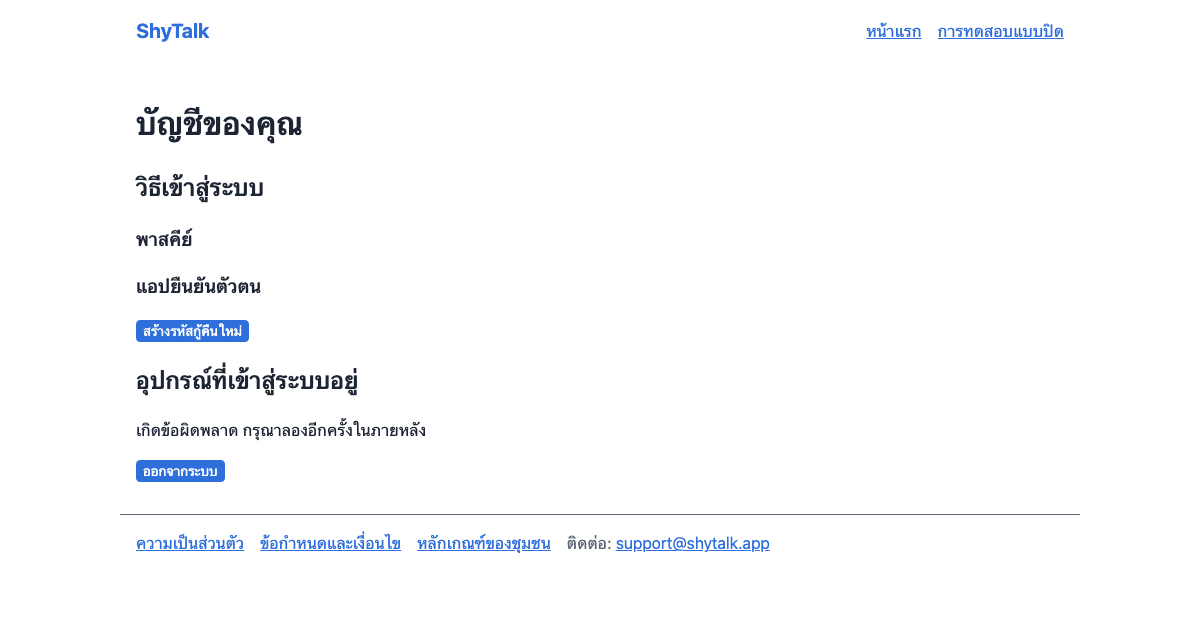 ShyTalk
หน้าแรก การทดสอบแบบปิด
บัญชีของคุณ
วิธีเข้าสู่ระบบ
พาสคีย์
แอปยืนยันตัวตน
สร้างรหัสกู้คืนใหม่
อุปกรณ์ที่เข้าสู่ระบบอยู่
เกิดข้อผิดพลาด กรุณาลองอีกครั้งในภายหลัง
ออกจากระบบ
ความเป็นส่วนตัว ข้อกำหนดและเงื่อนไข หลักเกณฑ์ของชุมชน ติดต่อ: support@shytalk.app